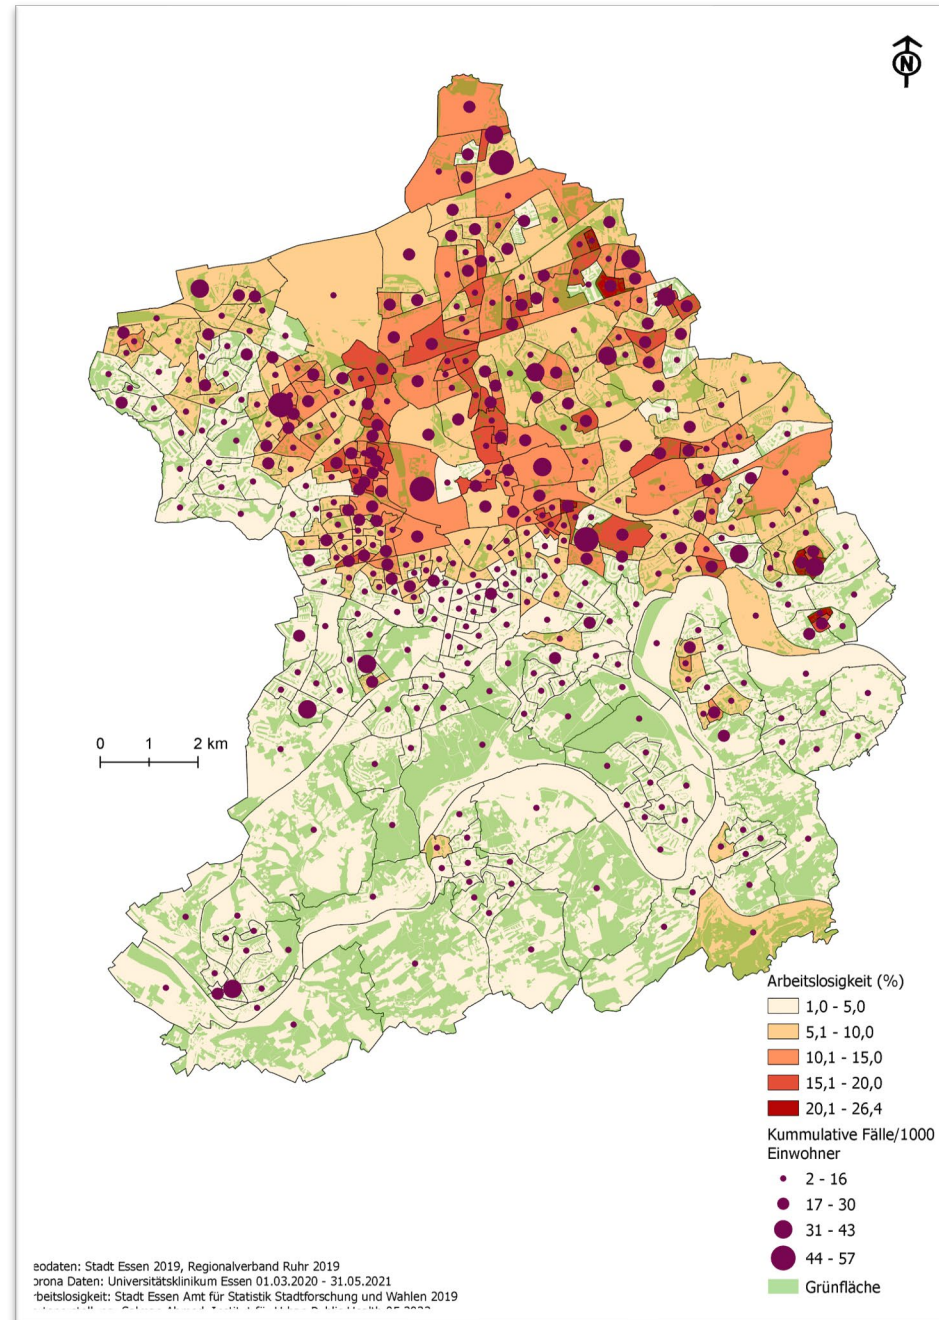 N
0 1 2 km
Arbeitslosigkeit (%)
1,0 - 5,0
5,1 - 10,0
10,1 - 15,0
15,1 - 20,0
20,1 - 26,4
Kummulative Fälle/1000
Einwohner
2 - 16
17 - 30
31 - 43
44 - 57
Grünfläche
eodaten: Stadt Essen 2019, Regionalverband Ruhr 2019
orona Daten: Universitätsklinikum Essen 01.03.2020 - 31.05.2021
rbeitslosigkeit: Stadt Essen Amt für Statistik Stadtforschung und Wahlen 2019